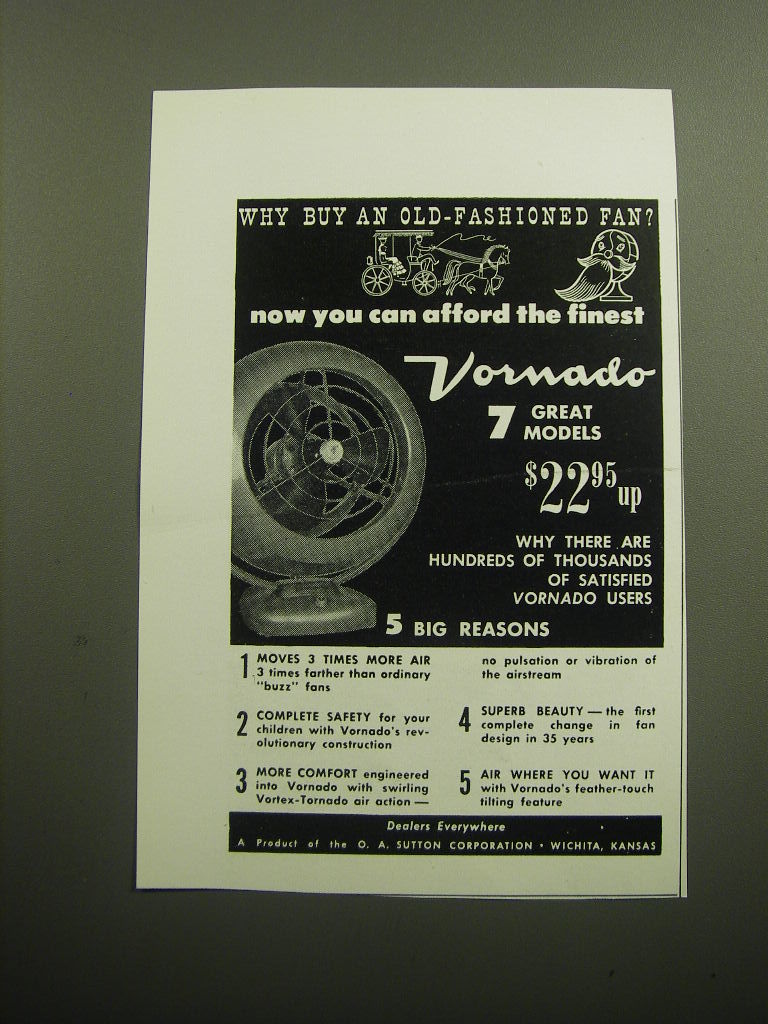 WHY BUY AN OLD-FASHIONED FAN?
now you can afford the finest
Vornado
7 GREAT
MODELS
$22.95 up
WHY THERE ARE
HUNDREDS OF THOUSANDS
OF SATISFIED
VORNADO USERS
5 BIG REASONS
1 MOVES 3 TIMES MORE AIR
3 times farther than ordinary
"buzz" fans
2 COMPLETE SAFETY for your
children with Vornado's rev-
olutionary construction
3 MORE COMFORT engineered
into Vornado with swirling
Vortex-Tornado air action —
no pulsation or vibration of
the airstream
4 SUPERB BEAUTY — the first
complete change in fan
design in 35 years
5 AIR WHERE YOU WANT IT
with Vornado's feather-touch
tilting feature
Dealers Everywhere
A Product of the O. A. SUTTON CORPORATION • WICHITA, KANSAS